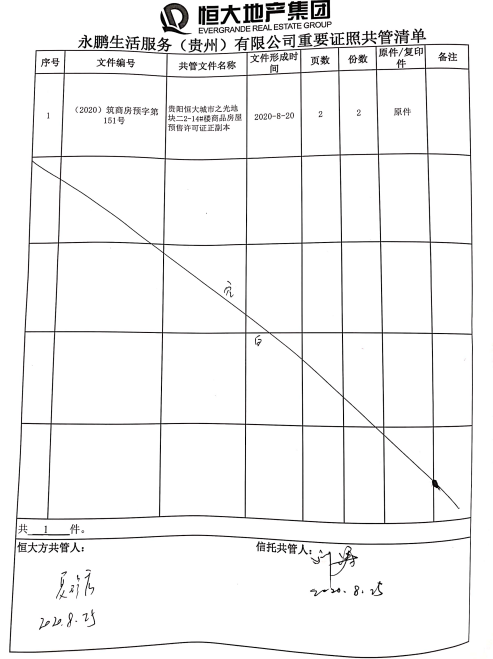 恒大地产集团
EVERGRANDE REAL ESTATE GROUP
永鹏生活服务（贵州）有限公司重要证照共管清单
序号 文件编号 共管文件名称 文件形成时间 页数 份数 原件/复印件 备注
1 （2020）筑商房预字第151号 贵阳恒大城市之光地块二2-14#楼商品房屋预售许可证正副本 2020-8-20 2 2 原件
白
共 1 件。
恒大方共管人： 信托共管人：
2020.8.25
2020.8.25